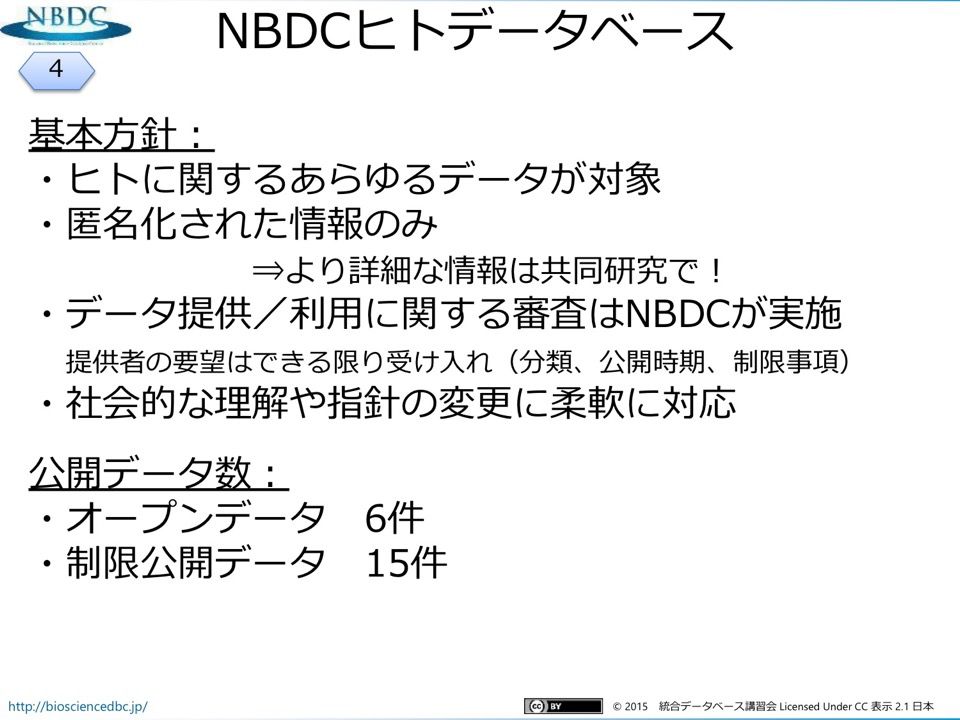 NBDC
NBDCヒトデータベース
4
基本方針：
・ヒトに関するあらゆるデータが対象
・匿名化された情報のみ
⇒より詳細な情報は共同研究で！
・データ提供／利用に関する審査はNBDCが実施
提供者の要望はできる限り受け入れ（分類、公開時期、制限事項）
・社会的な理解や指針の変更に柔軟に対応
公開データ数：
・オープンデータ　6件
・制限公開データ　15件
http://biosciencedbc.jp/
cc BY © 2015　統合データベース講習会 Licensed Under CC 表示 2.1 日本